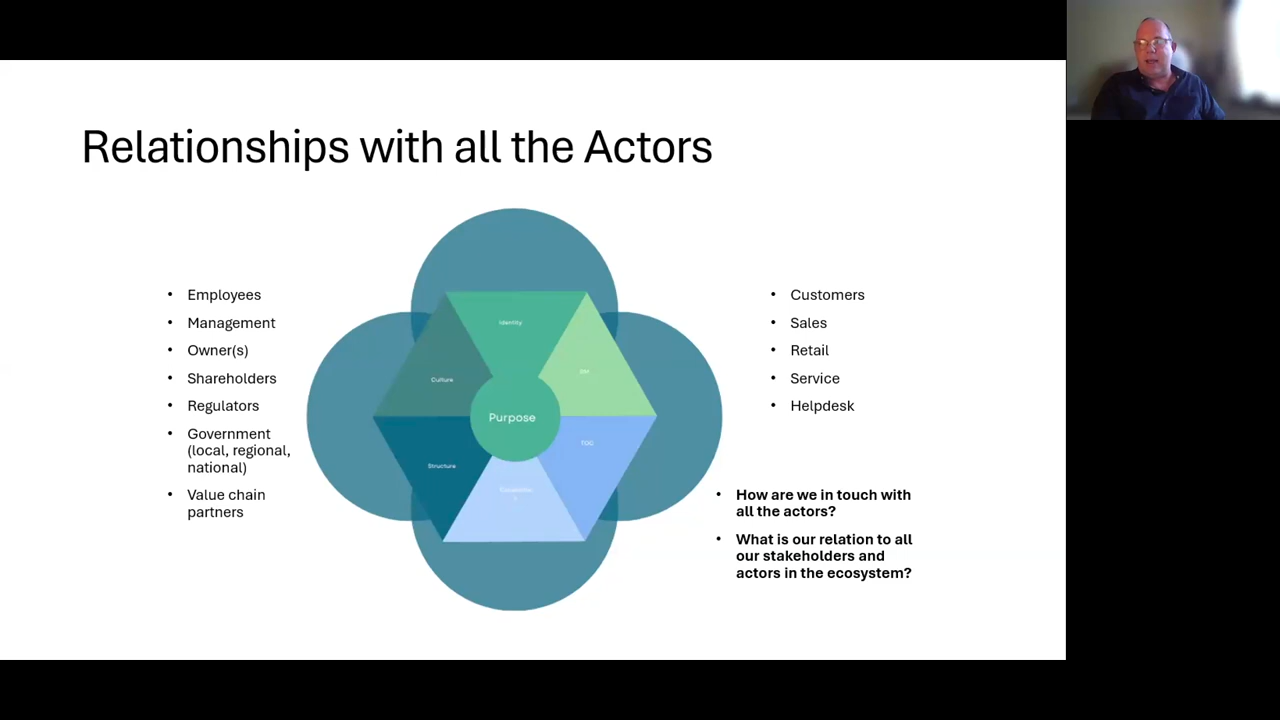 Relationships with all the Actors
• Employees
• Management
• Owner(s)
• Shareholders
• Regulators
• Government
(local, regional,
national)
• Value chain
partners
Identity
Culture
Purpose
Structure
• Customers
• Sales
• Retail
• Service
• Helpdesk
• How are we in touch with
all the actors?
• What is our relation to all
our stakeholders and
actors in the ecosystem?